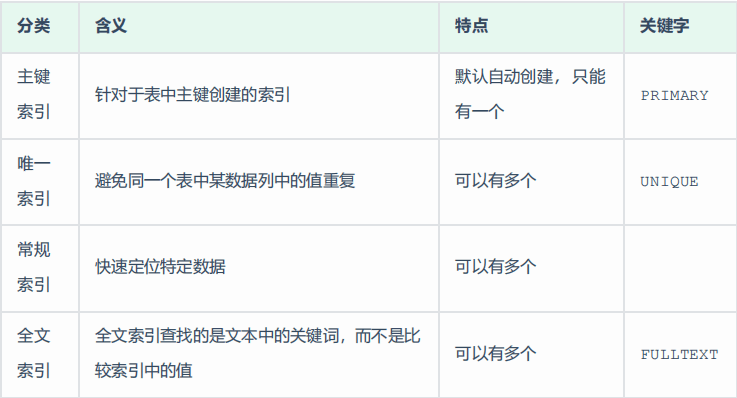 分类 含义 特点 关键字
主键
索引
针对于表中主键创建的索引
默认自动创建, 只能
有一个
PRIMARY
唯一
索引
避免同一个表中某数据列中的值重复
可以有多个
UNIQUE
常规
索引
快速定位特定数据
可以有多个
全文
索引
全文索引查找的是文本中的关键词，而不是比
较索引中的值
可以有多个
FULLTEXT